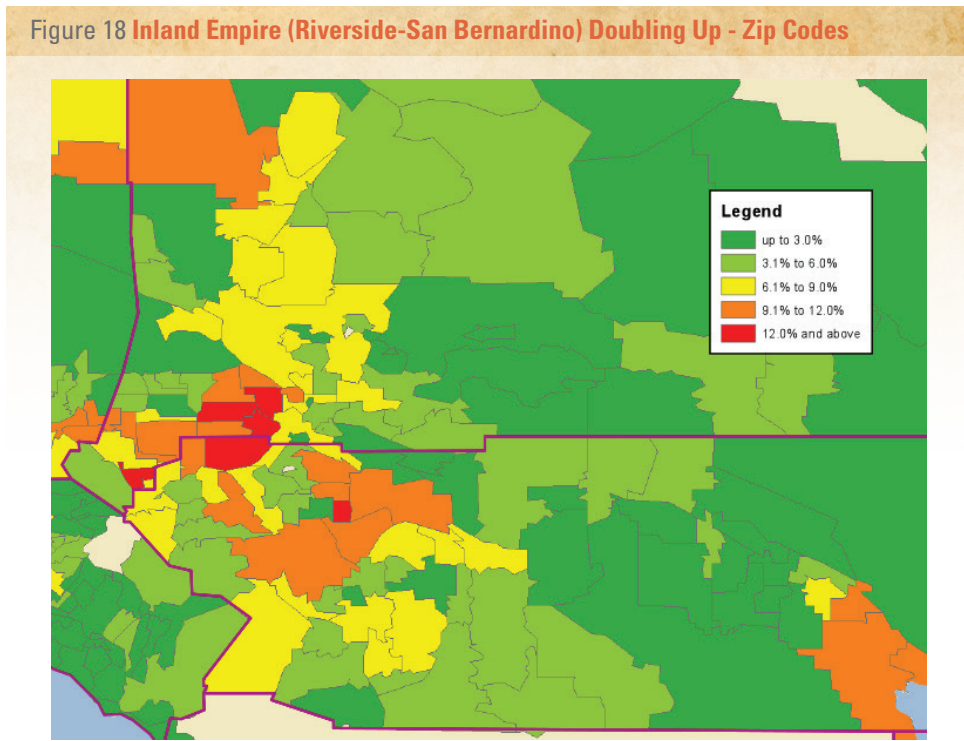 Figure 18 Inland Empire (Riverside-San Bernardino) Doubling Up - Zip Codes
Legend
up to 3.0%
3.1% to 6.0%
6.1% to 9.0%
9.1% to 12.0%
12.0% and above